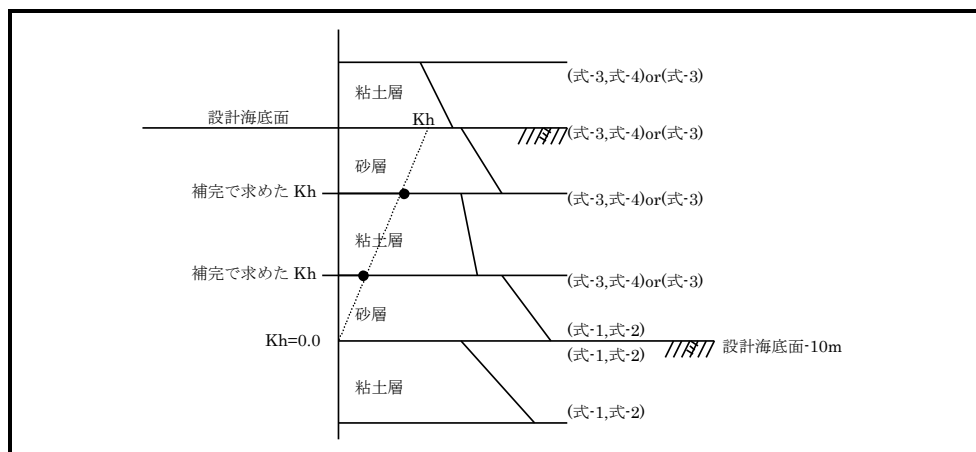 (式-3,式-4)or(式-3)
粘土層
設計海底面
Kh
(式-3,式-4)or(式-3)
砂層
補完で求めた Kh
(式-3,式-4)or(式-3)
粘土層
補完で求めた Kh
(式-3,式-4)or(式-3)
砂層
(式-1,式-2)
Kh=0.0
設計海底面-10m
(式-1,式-2)
粘土層
(式-1,式-2)